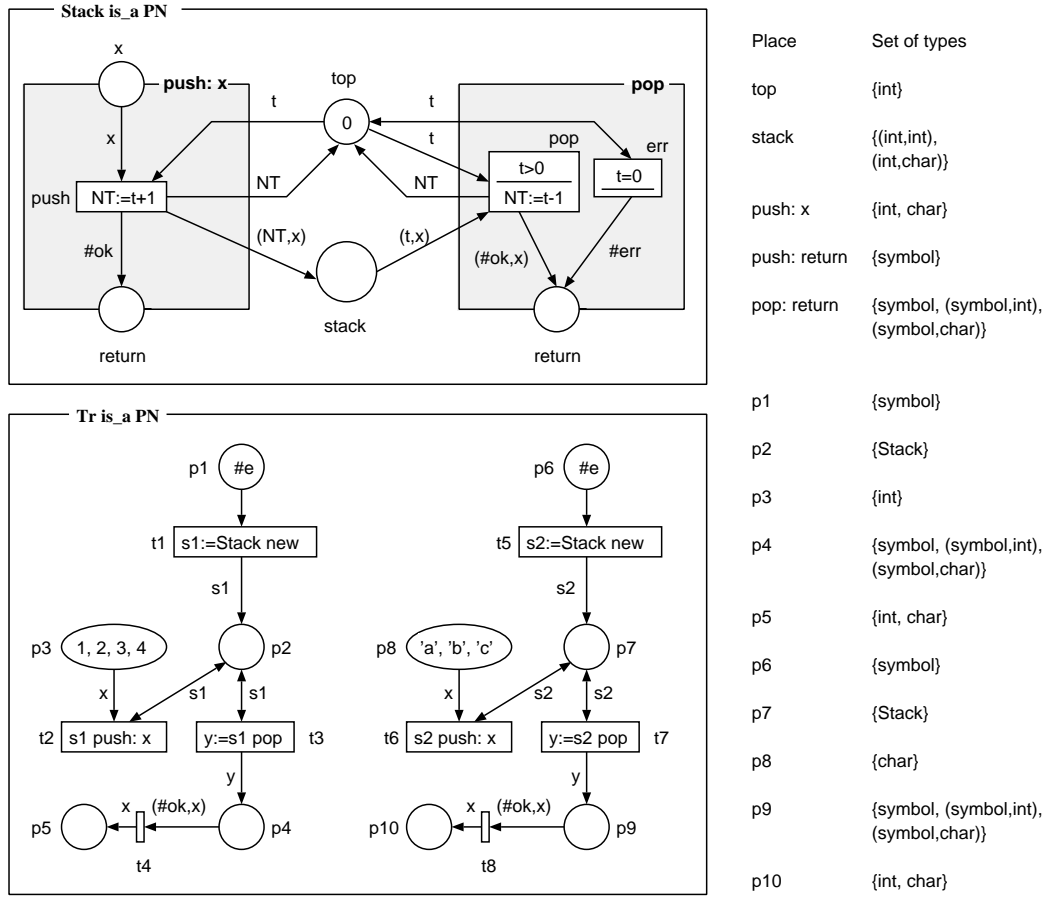 Stack is_a PN
x
push: x
top
pop
t
t
0
t
x
pop
err
t>0
NT:=t-1
t=0
push
NT:=t+1
NT
NT
(NT,x)
(t,x)
#ok
(#ok,x)
#err
stack
return
return
Tr is_a PN
p1
#e
t1
s1:=Stack new
s1
p3
1, 2, 3, 4
p2
x
s1
s1
t2
s1 push: x
y:=s1 pop
t3
y
p5
x
(#ok,x)
p4
t4
p6
#e
t5
s2:=Stack new
s2
p8
’a’, ’b’, ’c’
p7
x
s2
s2
t6
s2 push: x
y:=s2 pop
t7
y
p10
x
(#ok,x)
p9
t8
Place Set of types
top {int}
stack {(int,int),
(int,char)}
push: x {int, char}
push: return {symbol}
pop: return {symbol, (symbol,int),
(symbol,char)}
p1 {symbol}
p2 {Stack}
p3 {int}
p4 {symbol, (symbol,int),
(symbol,char)}
p5 {int, char}
p6 {symbol}
p7 {Stack}
p8 {char}
p9 {symbol, (symbol,int),
(symbol,char)}
p10 {int, char}